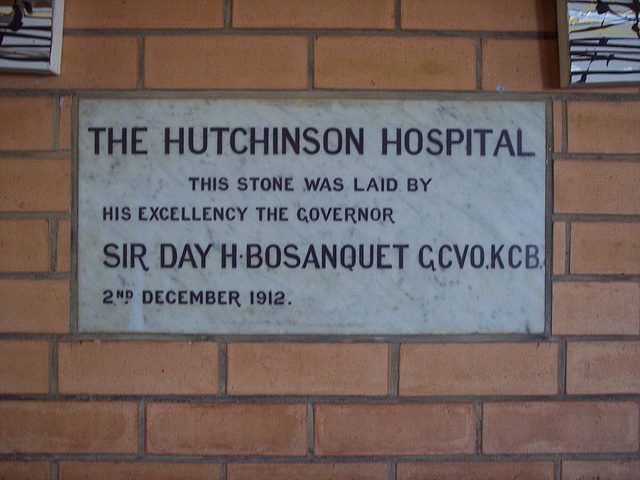 THE HUTCHINSON HOSPITAL
THIS STONE WAS LAID BY
HIS EXCELLENCY THE GOVERNOR
SIR DAY H·BOSANQUET G,C,V,O,K,C,B,
2ND DECEMBER 1912.